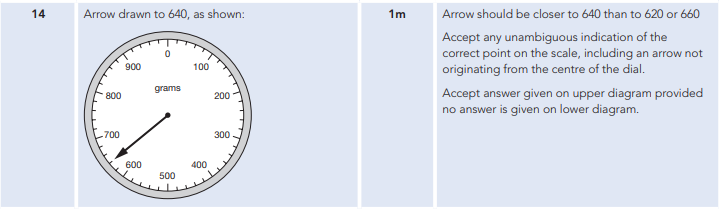 14
Arrow drawn to 640, as shown:
0
100
200
300
400
500
600
700
800
900
grams
1m
Arrow should be closer to 640 than to 620 or 660
Accept any unambiguous indication of the
correct point on the scale, including an arrow not
originating from the centre of the dial.
Accept answer given on upper diagram provided
no answer is given on lower diagram.